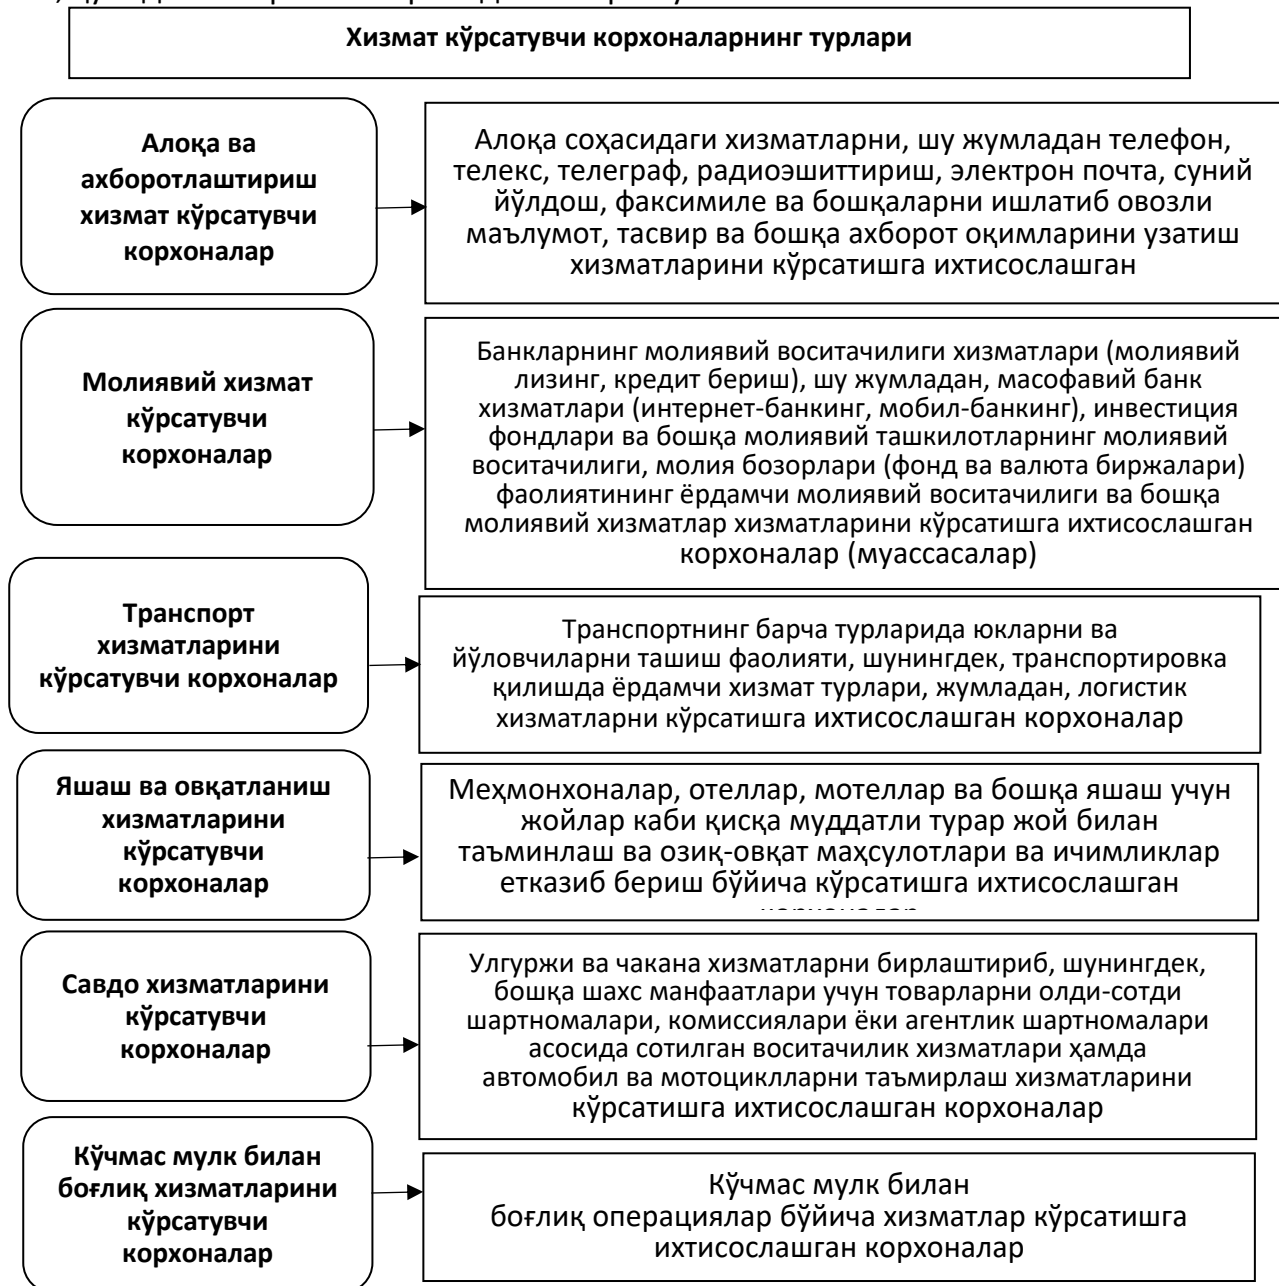 Хизмат кўрсатувчи корхоналарнинг турлари
Алоқа ва
ахборотлаштириш
хизмат кўрсатувчи
корхоналар
Алоқа соҳасидаги хизматларни, шу жумладан телефон,
телекс, телеграф, радиоэшиттириш, электрон почта, суний
йўлдош, факсимиле ва бошқаларни ишлатиб овозли
маълумот, тасвир ва бошқа ахборот оқимларини узатиш
хизматларини кўрсатишга ихтисослашган
Молиявий хизмат
кўрсатувчи
корхоналар
Банкларнинг молиявий воситачилиги хизматлари (молиявий
лизинг, кредит бериш), шу жумладан, масофавий банк
хизматлари (интернет-банкинг, мобил-банкинг), инвестиция
фондлари ва бошқа молиявий ташкилотларнинг молиявий
воситачилиги, молия бозорлари (фонд ва валюта биржалари)
фаолиятининг ёрдамчи молиявий воситачилиги ва бошқа
молиявий хизматлар хизматларини кўрсатишга ихтисослашган
корхоналар (муассасалар)
Транспорт
хизматларини
кўрсатувчи корхоналар
Транспортнинг барча турларида юкларни ва
йўловчиларни ташиш фаолияти, шунингдек, транспортировка
қилишда ёрдамчи хизмат турлари, жумладан, логистик
хизматларни кўрсатишга ихтисослашган корхоналар
Яшаш ва овқатланиш
хизматларини
кўрсатувчи
корхоналар
Меҳмонхоналар, отеллар, мотеллар ва бошқа яшаш учун
жойлар каби қисқа муддатли турар жой билан
таъминлаш ва озиқ-овқат маҳсулотлари ва ичимликлар
етказиб бериш бўйича кўрсатишга ихтисослашган
Савдо хизматларини
кўрсатувчи
корхоналар
Улгуржи ва чакана хизматларни бирлаштириб, шунингдек,
бошқа шахс манфаатлари учун товарларни олди-сотди
шартномалари, комиссиялари ёки агентлик шартномалари
асосида сотилган воситачилик хизматлари ҳамда
автомобил ва мотоциклларни таъмирлаш хизматларини
кўрсатишга ихтисослашган корхоналар
Кўчмас мулк билан
боғлиқ хизматларини
кўрсатувчи
корхоналар
Кўчмас мулк билан
боғлиқ операциялар бўйича хизматлар кўрсатишга
ихтисослашган корхоналар